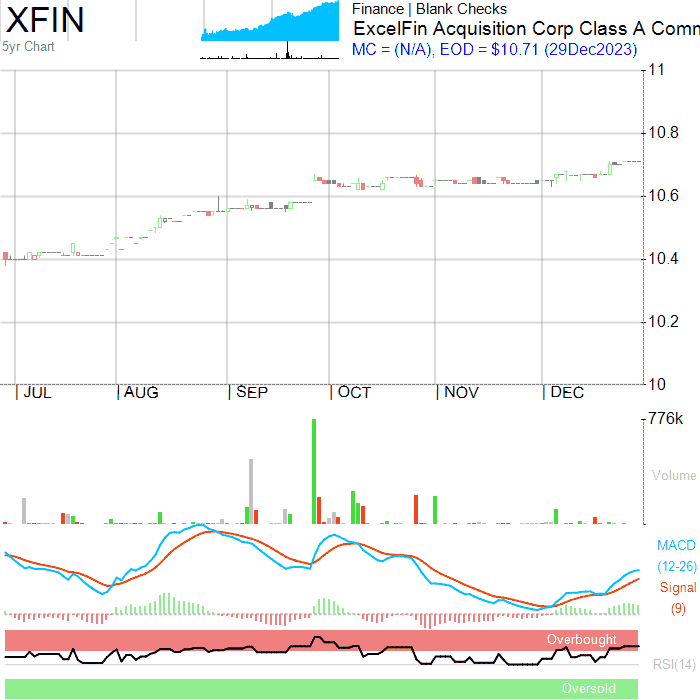 XFIN
5yr Chart
Finance | Blank Checks
ExcelFin Acquisition Corp Class A Comm
MC = (N/A), EOD = $10.71 (29Dec2023)
11
10.8
10.6
10.4
10.2
10
JUL AUG SEP OCT NOV DEC
776k
Volume
MACD
(12-26)
Signal
(9)
Overbought
RSI(14)
Oversold